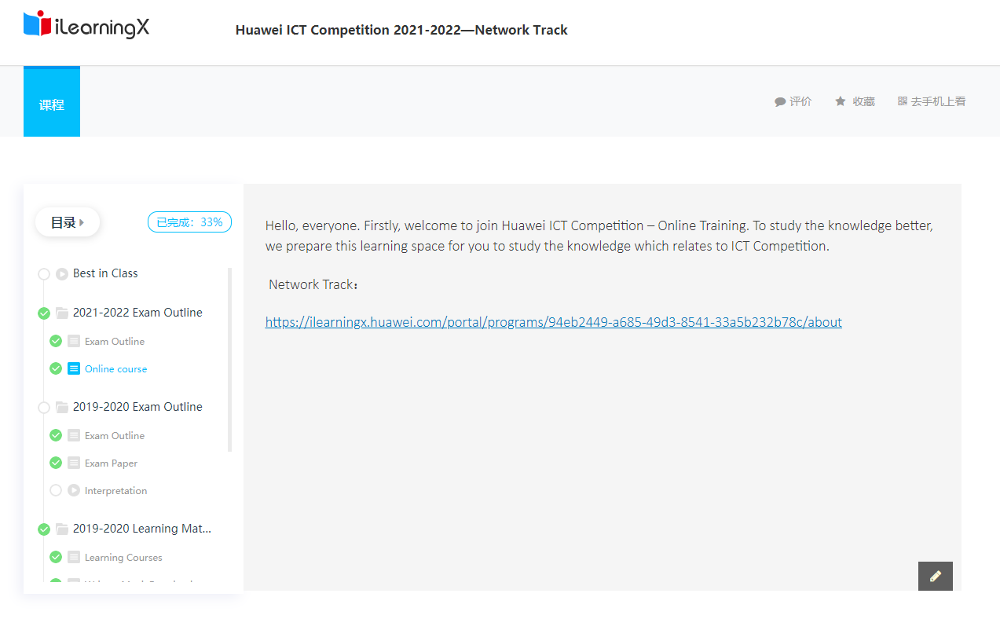 iLearningX
Huawei ICT Competition 2021-2022—Network Track
课程
评价
收藏
去手机上看
目录
已完成：33%
Best in Class
2021-2022 Exam Outline
Exam Outline
Online course
2019-2020 Exam Outline
Exam Outline
Exam Paper
Interpretation
2019-2020 Learning Mat...
Learning Courses
Hello, everyone. Firstly, welcome to join Huawei ICT Competition – Online Training. To study the knowledge better,
we prepare this learning space for you to study the knowledge which relates to ICT Competition.
Network Track：
https://ilearningx.huawei.com/portal/programs/94eb2449-a685-49d3-8541-33a5b232b78c/about